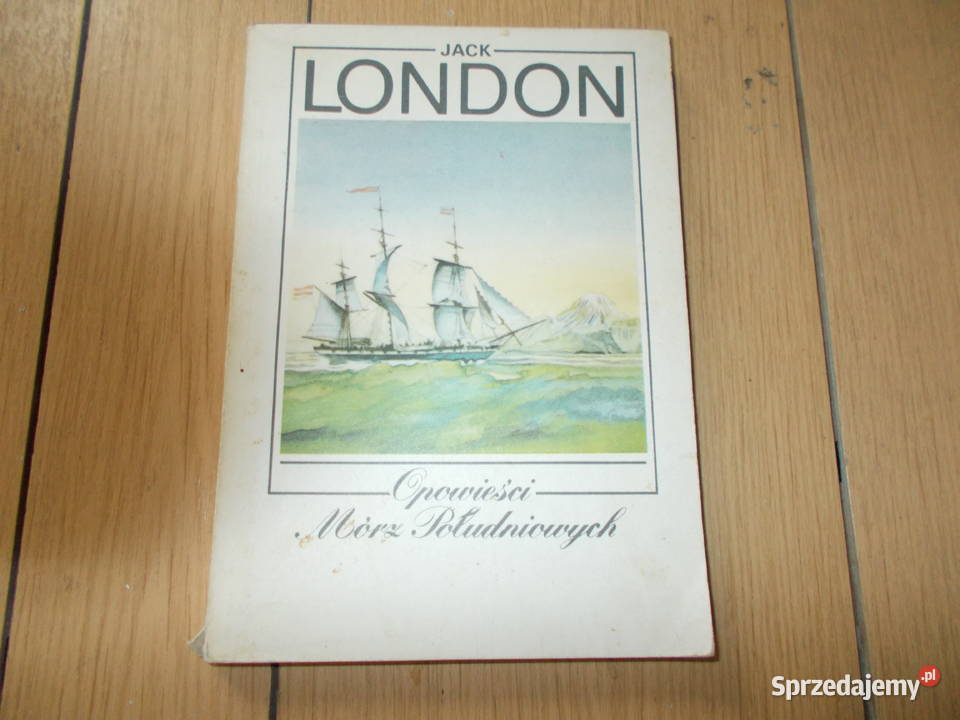 JACK
LONDON
Opowieści
Mórz Południowych
Sprzedajemy.pl